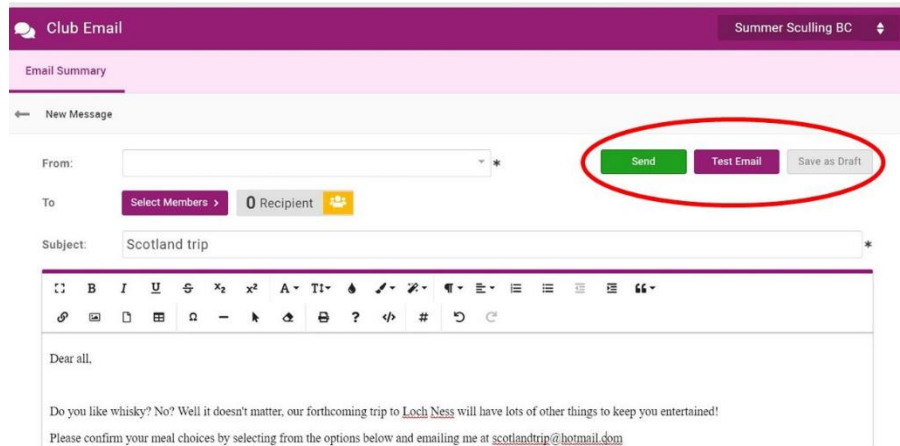 Club Email
Summer Sculling BC
Email Summary
New Message
From:
*
Send
Test Email
Save as Draft
To
Select Members >
0 Recipient
Subject:
Scotland trip
*
B I U S x₂ x² A TI ¶ “
Ω — ? </> #
Dear all,
Do you like whisky? No? Well it doesn't matter, our forthcoming trip to Loch Ness will have lots of other things to keep you entertained!
Please confirm your meal choices by selecting from the options below and emailing me at scotlandtrip@hotmail.dom